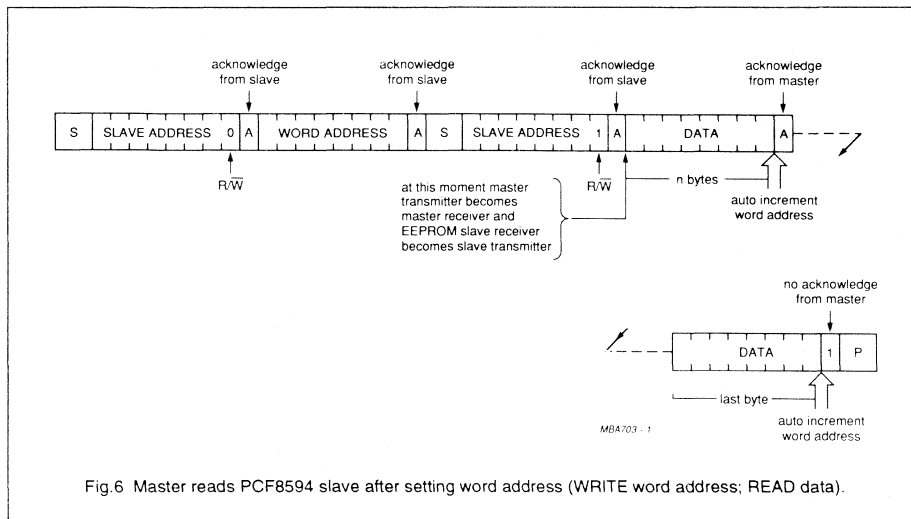 acknowledge acknowledge acknowledge acknowledge
from slave from slave from slave from master
S SLAVE ADDRESS 0 A WORD ADDRESS A S SLAVE ADDRESS 1 A DATA A
R/W̅ R/W̅ n bytes
auto increment
word address
at this moment master
transmitter becomes
master receiver and
EEPROM slave receiver
becomes slave transmitter
no acknowledge
from master
DATA 1 P
last byte
auto increment
word address
MBA703 - 1
Fig.6 Master reads PCF8594 slave after setting word address (WRITE word address; READ data).